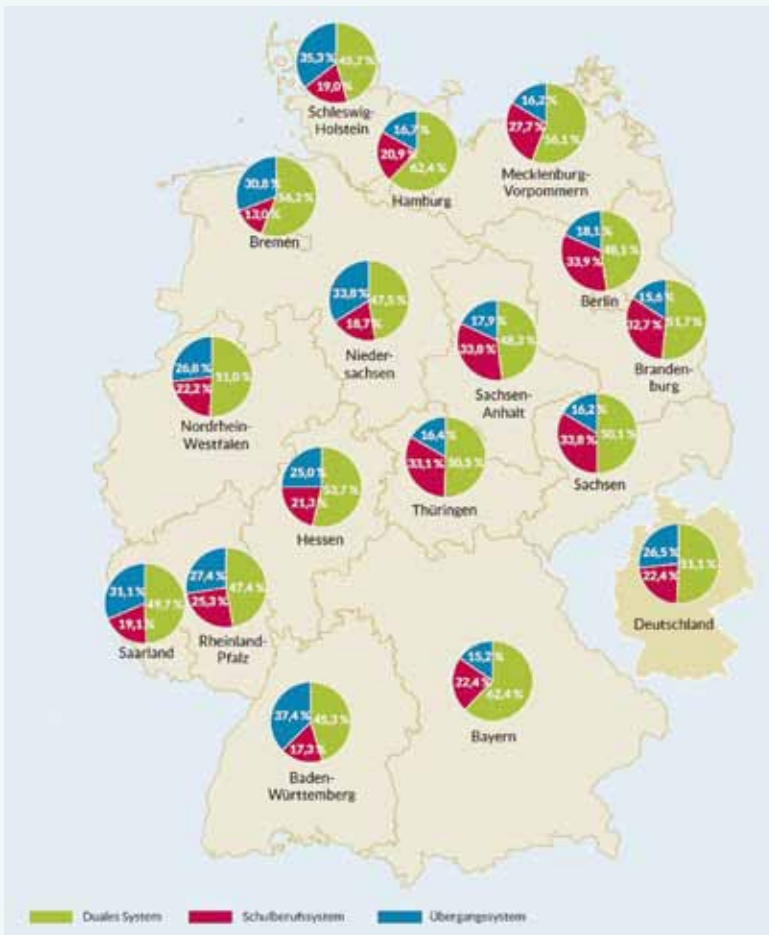 35,3 %
45,7 %
19,0 %
Schleswig-
Holstein
16,7 %
20,9 %
62,4 %
Hamburg
16,2 %
27,7 %
56,1 %
Mecklenburg-
Vorpommern
30,8 %
56,2 %
13,0 %
Bremen
18,1 %
48,1 %
33,9 %
Berlin
33,8 %
47,5 %
18,7 %
Nieder-
sachsen
17,9 %
48,3 %
33,8 %
Sachsen-
Anhalt
15,6 %
32,7 %
51,7 %
Branden-
burg
26,8 %
51,0 %
22,2 %
Nordrhein-
Westfalen
16,4 %
33,1 %
50,5 %
Thüringen
16,2 %
33,8 %
50,1 %
Sachsen
25,0 %
53,7 %
21,3 %
Hessen
26,5 %
51,1 %
22,4 %
Deutschland
31,1 %
49,7 %
19,1 %
Saarland
27,4 %
47,4 %
25,3 %
Rheinland-
Pfalz
15,2 %
22,4 %
62,4 %
Bayern
37,4 %
45,3 %
17,3 %
Baden-
Württemberg
Duales System Schulberufssystem Übergangssystem